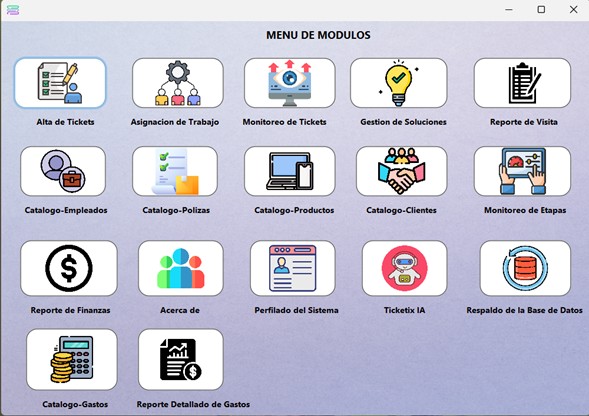 MENU DE MODULOS
Alta de Tickets
Asignacion de Trabajo
Monitoreo de Tickets
Gestion de Soluciones
Reporte de Visita
Catalogo-Empleados
Catalogo-Polizas
Catalogo-Productos
Catalogo-Clientes
Monitoreo de Etapas
Reporte de Finanzas
Acerca de
Perfilado del Sistema
Ticketix IA
Respaldo de la Base de Datos
Catalogo-Gastos
Reporte Detallado de Gastos